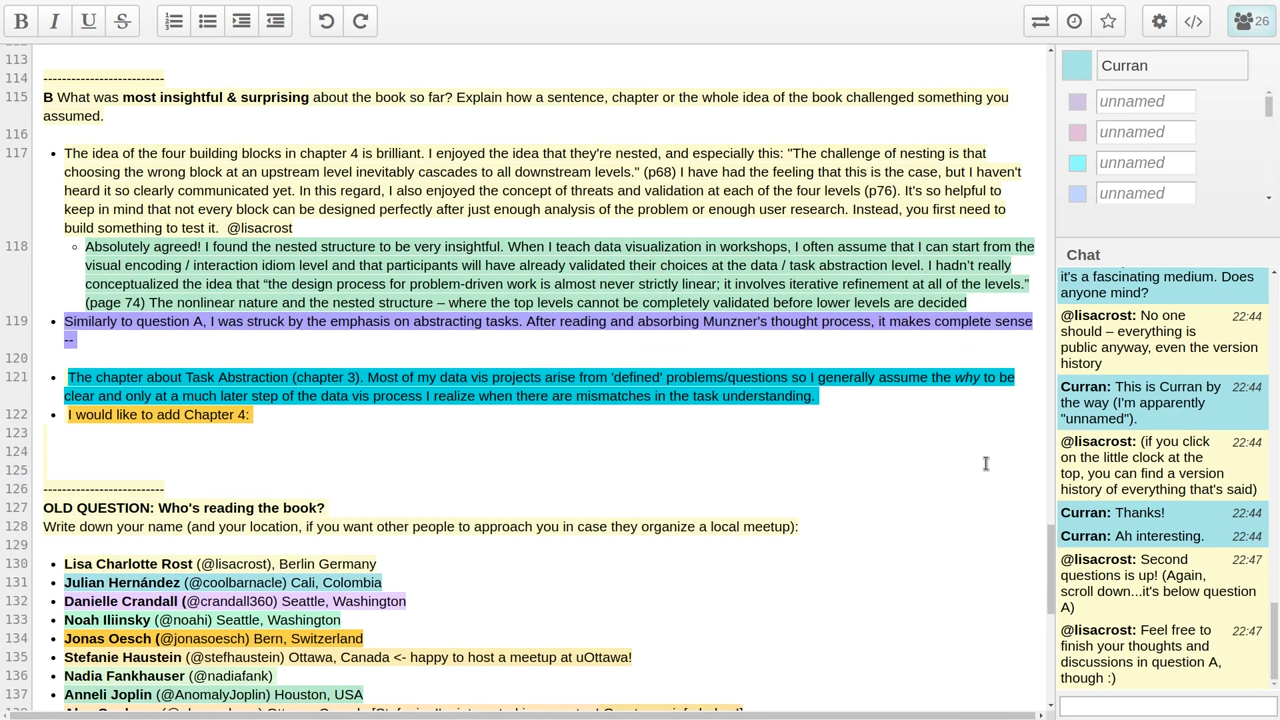 B I U S 26
113
114 --------------------------
115 B What was most insightful & surprising about the book so far? Explain how a sentence, chapter or the whole idea of the book challenged something you
assumed.
116
117 The idea of the four building blocks in chapter 4 is brilliant. I enjoyed the idea that they're nested, and especially this: "The challenge of nesting is that
choosing the wrong block at an upstream level inevitably cascades to all downstream levels." (p68) I have had the feeling that this is the case, but I haven't
heard it so clearly communicated yet. In this regard, I also enjoyed the concept of threats and validation at each of the four levels (p76). It's so helpful to
keep in mind that not every block can be designed perfectly after just enough analysis of the problem or enough user research. Instead, you first need to
build something to test it. @lisacrost
118 Absolutely agreed! I found the nested structure to be very insightful. When I teach data visualization in workshops, I often assume that I can start from the
visual encoding / interaction idiom level and that participants will have already validated their choices at the data / task abstraction level. I hadn't really
conceptualized the idea that “the design process for problem-driven work is almost never strictly linear; it involves iterative refinement at all of the levels.”
(page 74) The nonlinear nature and the nested structure – where the top levels cannot be completely validated before lower levels are decided
119 Similarly to question A, I was struck by the emphasis on abstracting tasks. After reading and absorbing Munzner's thought process, it makes complete sense
--
120
121 The chapter about Task Abstraction (chapter 3). Most of my data vis projects arise from 'defined' problems/questions so I generally assume the why to be
clear and only at a much later step of the data vis process I realize when there are mismatches in the task understanding.
122 I would like to add Chapter 4:
123
124
125
126 --------------------------
127 OLD QUESTION: Who's reading the book?
128 Write down your name (and your location, if you want other people to approach you in case they organize a local meetup):
129
130 Lisa Charlotte Rost (@lisacrost), Berlin Germany
131 Julian Hernández (@coolbarnacle) Cali, Colombia
132 Danielle Crandall (@crandall360) Seattle, Washington
133 Noah Iliinsky (@noahi) Seattle, Washington
134 Jonas Oesch (@jonasoesch) Bern, Switzerland
135 Stefanie Haustein (@stefhaustein) Ottawa, Canada <- happy to host a meetup at uOttawa!
136 Nadia Fankhauser (@nadiafank)
137 Anneli Joplin (@AnomalyJoplin) Houston, USA
Curran
unnamed
unnamed
unnamed
unnamed
Chat
it's a fascinating medium. Does
anyone mind?
@lisacrost: No one 22:44
should – everything is
public anyway, even the version
history
Curran: This is Curran by 22:44
the way (I'm apparently
"unnamed").
@lisacrost: (if you click 22:44
on the little clock at the
top, you can find a version
history of everything that's said)
Curran: Thanks! 22:44
Curran: Ah interesting. 22:44
@lisacrost: Second 22:47
questions is up! (Again,
scroll down...it's below question
A)
@lisacrost: Feel free to 22:47
finish your thoughts and
discussions in question A,
though :)